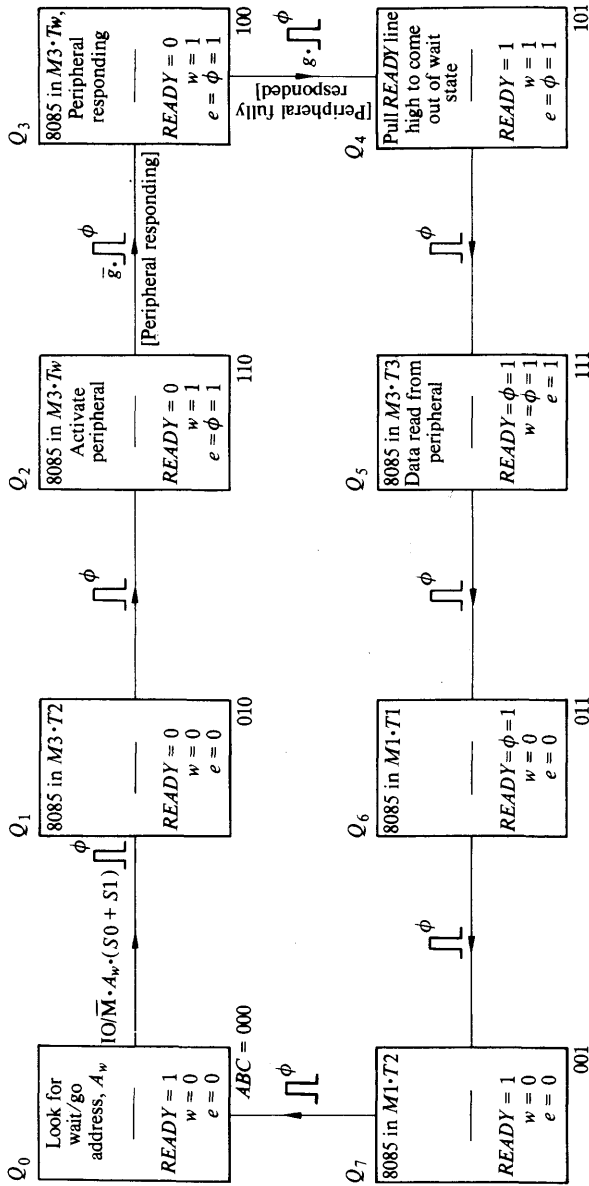 Q₀
Look for
wait/go
address, A_w
READY = 1
w = 0
e = 0
ABC = 000
IO/M̅ · A_w · (S0 + S1)
ϕ
Q₁
8085 in M3·T2
READY = 0
w = 0
e = 0
010
ϕ
Q₂
8085 in M3·Tw
Activate
peripheral
READY = 0
w = 1
e = ϕ = 1
110
g̅ · ϕ
[Peripheral responding]
Q₃
8085 in M3·Tw,
Peripheral
responding
READY = 0
w = 1
e = ϕ = 1
100
g · ϕ
[Peripheral fully
responded]
Q₄
Pull READY line
high to come
out of wait
state
READY = 1
w = 1
e = ϕ = 1
101
ϕ
Q₅
8085 in M3·T3.
Data read from
peripheral
READY = ϕ = 1
w = ϕ = 1
e = 1
111
ϕ
Q₆
8085 in M1·T1
READY = ϕ = 1
w = 0
e = 0
011
ϕ
Q₇
8085 in M1·T2
READY = 1
w = 0
e = 0
001
ϕ